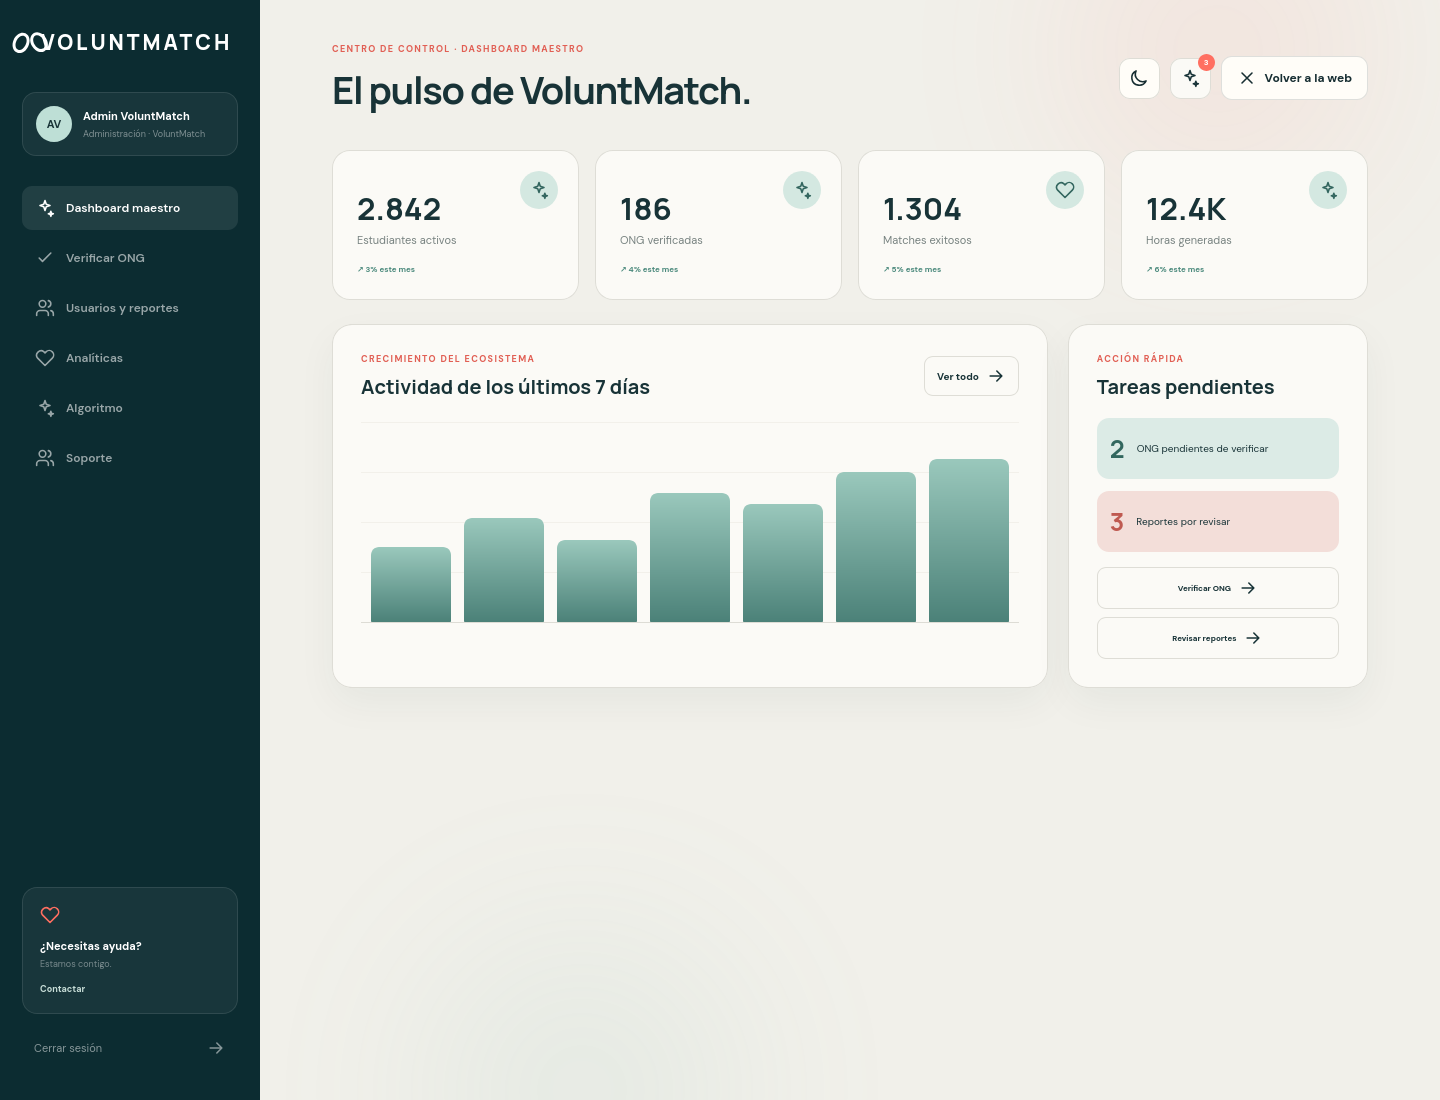 VOLUNTMATCH
AV
Admin VoluntMatch
Administración · VoluntMatch
Dashboard maestro
Verificar ONG
Usuarios y reportes
Analíticas
Algoritmo
Soporte
¿Necesitas ayuda?
Estamos contigo.
Contactar
Cerrar sesión
CENTRO DE CONTROL · DASHBOARD MAESTRO
El pulso de VoluntMatch.
3
Volver a la web
2.842
Estudiantes activos
↗ 3% este mes
186
ONG verificadas
↗ 4% este mes
1.304
Matches exitosos
↗ 5% este mes
12.4K
Horas generadas
↗ 6% este mes
CRECIMIENTO DEL ECOSISTEMA
Actividad de los últimos 7 días
Ver todo
ACCIÓN RÁPIDA
Tareas pendientes
2 ONG pendientes de verificar
3 Reportes por revisar
Verificar ONG
Revisar reportes